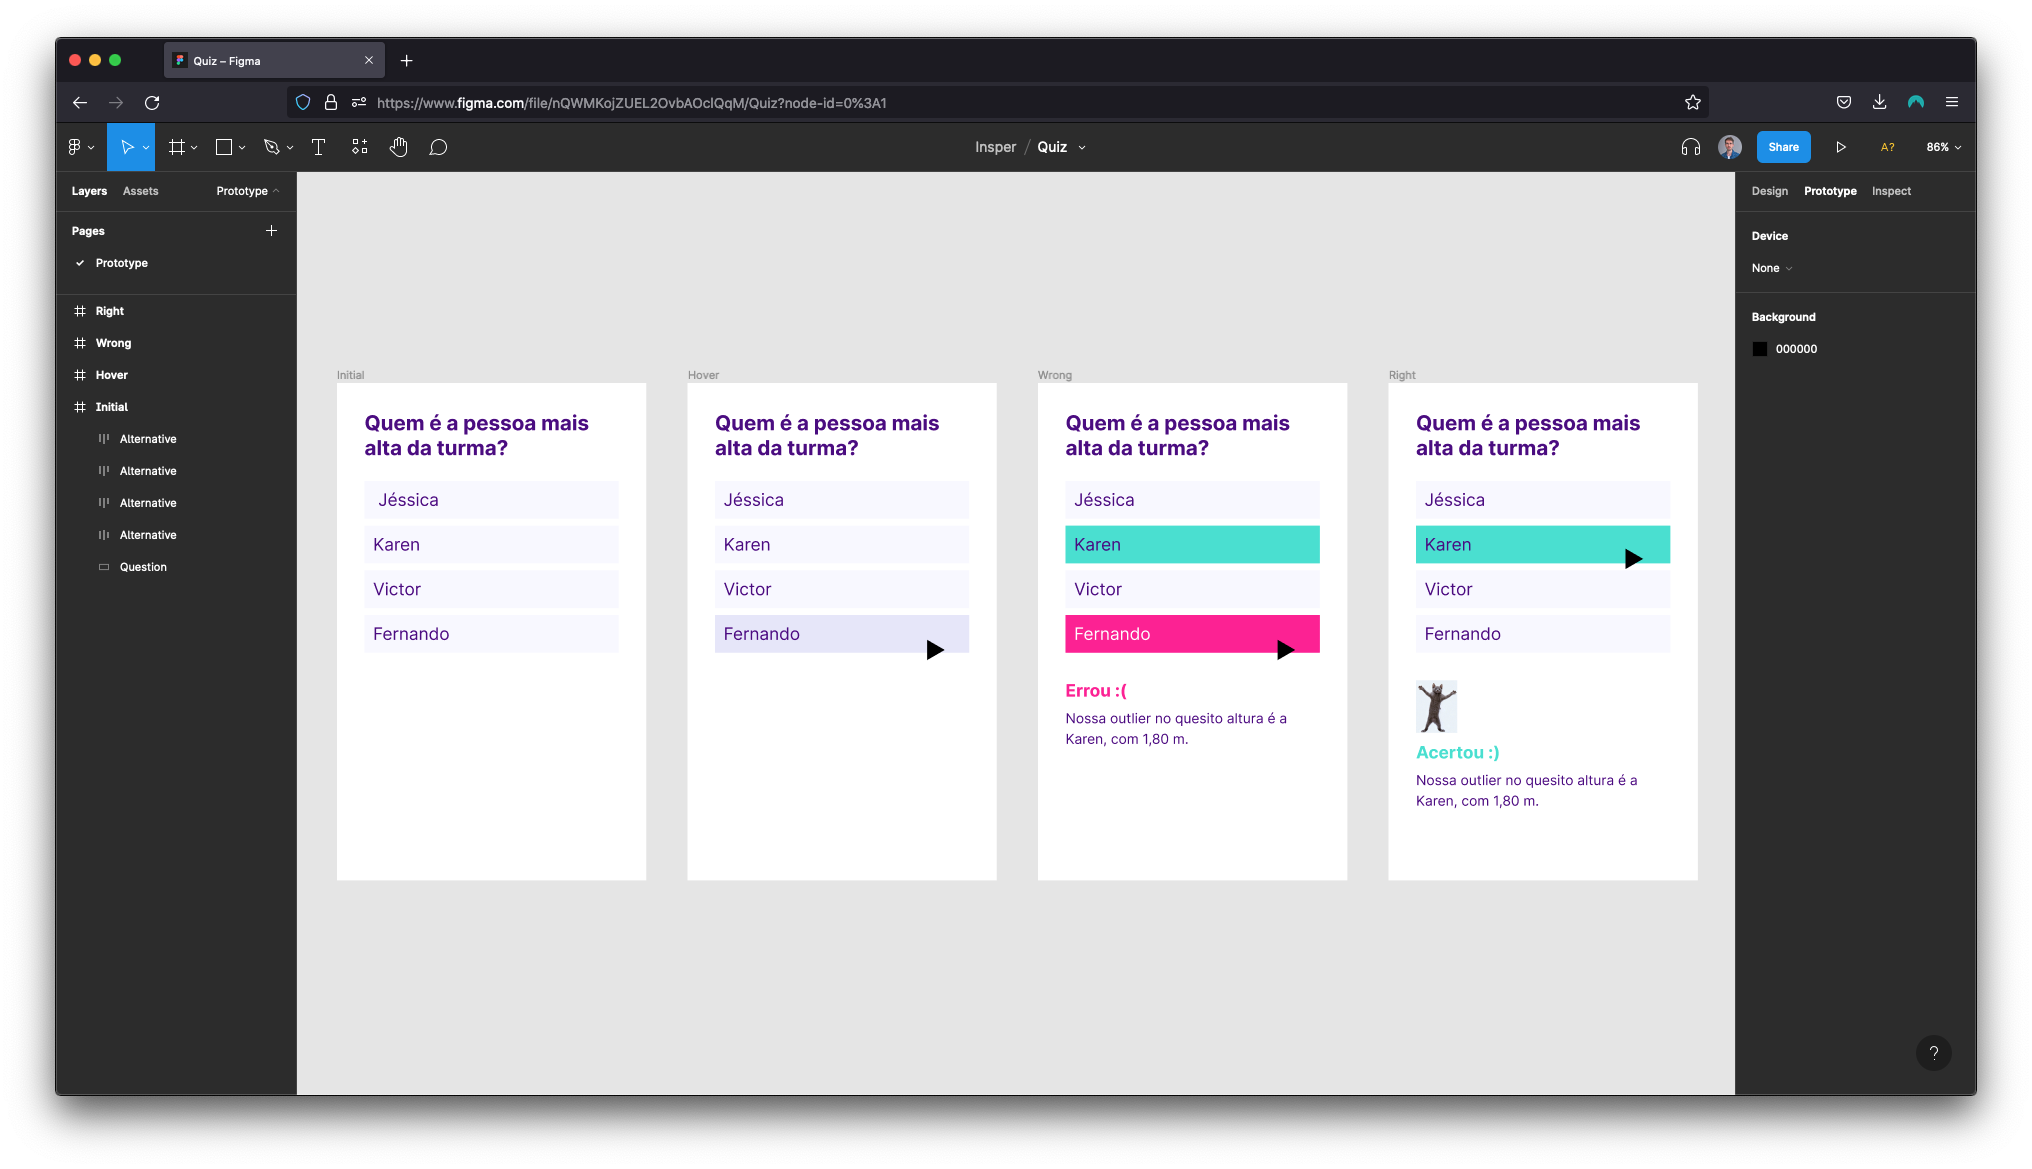 Quiz – Figma
https://www.figma.com/file/nQWMKojZUEL2OvbAOclQqM/Quiz?node-id=0%3A1
Insper / Quiz
Share
A?
86%
Layers
Assets
Prototype
Pages
Prototype
Right
Wrong
Hover
Initial
Alternative
Alternative
Alternative
Alternative
Question
Initial
Quem é a pessoa mais
alta da turma?
Jéssica
Karen
Victor
Fernando
Hover
Quem é a pessoa mais
alta da turma?
Jéssica
Karen
Victor
Fernando
Wrong
Quem é a pessoa mais
alta da turma?
Jéssica
Karen
Victor
Fernando
Errou :(
Nossa outlier no quesito altura é a
Karen, com 1,80 m.
Right
Quem é a pessoa mais
alta da turma?
Jéssica
Karen
Victor
Fernando
Acertou :)
Nossa outlier no quesito altura é a
Karen, com 1,80 m.
Design
Prototype
Inspect
Device
None
Background
000000
?